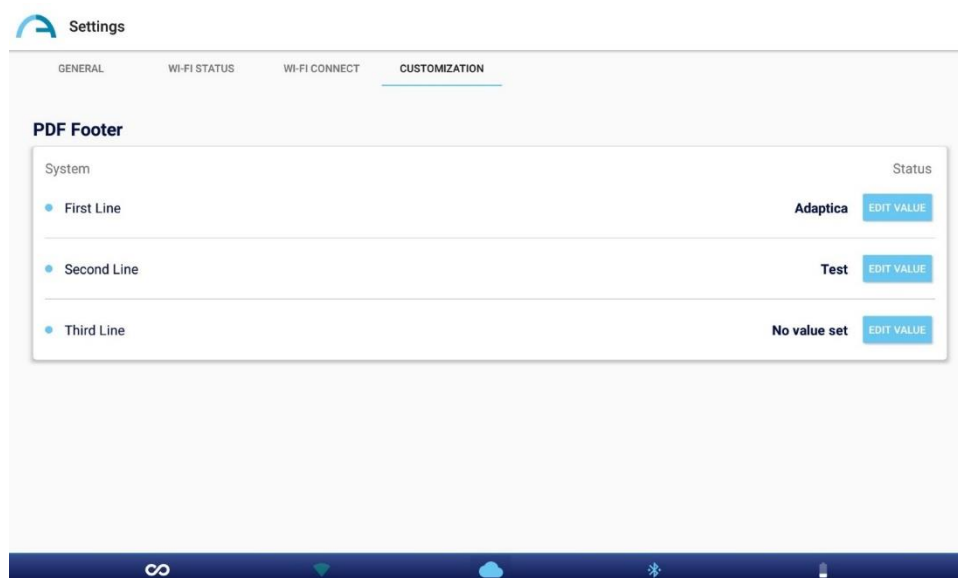 Settings
GENERAL WI-FI STATUS WI-FI CONNECT CUSTOMIZATION
PDF Footer
System Status
First Line Adaptica EDIT VALUE
Second Line Test EDIT VALUE
Third Line No value set EDIT VALUE